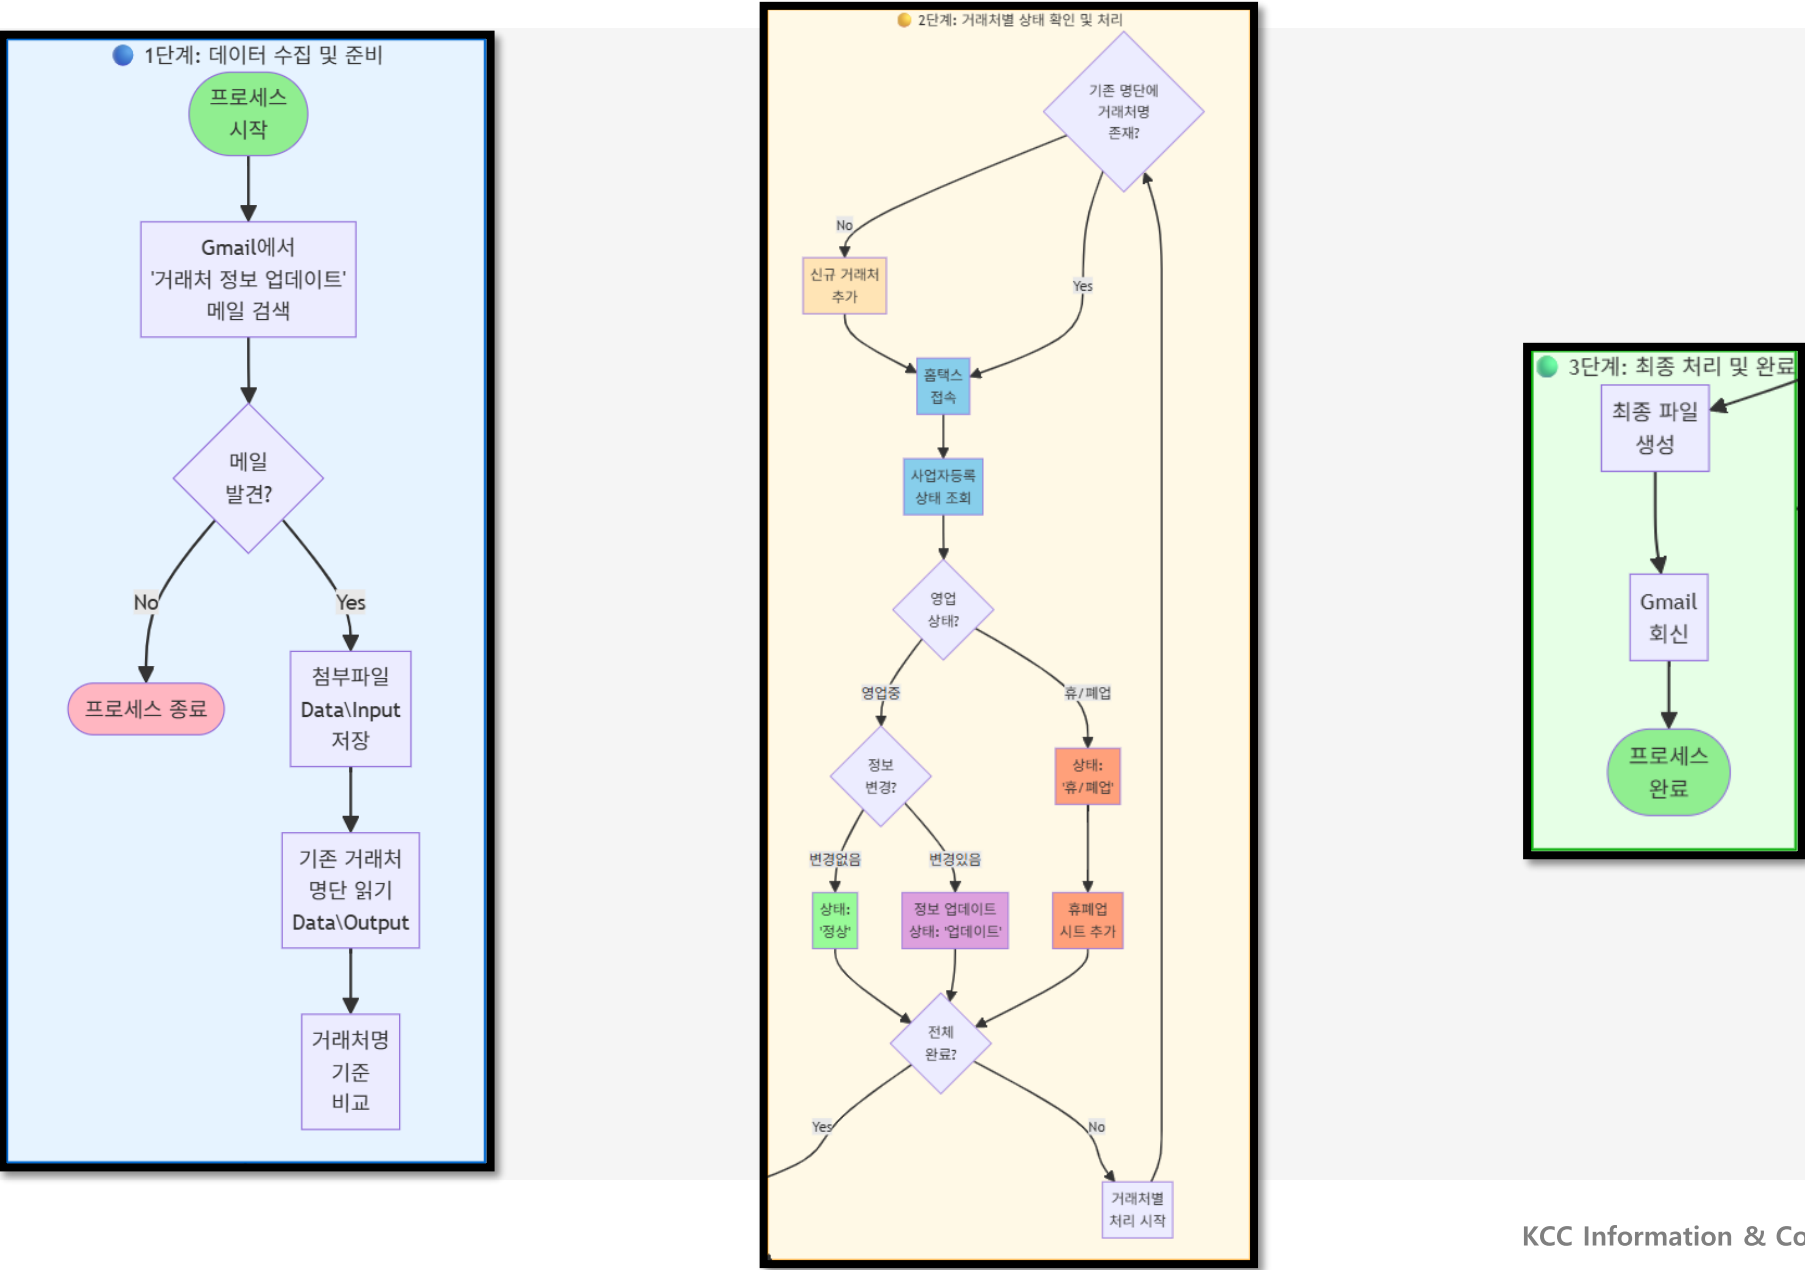 1단계: 데이터 수집 및 준비
프로세스
시작
Gmail에서
'거래처 정보 업데이트'
메일 검색
메일
발견?
No
Yes
프로세스 종료
첨부파일
Data\Input
저장
기존 거래처
명단 읽기
Data\Output
거래처명
기준
비교
2단계: 거래처별 상태 확인 및 처리
기존 명단에
거래처명
존재?
No
Yes
신규 거래처
추가
홈택스
접속
사업자등록
상태 조회
영업
상태?
영업중
휴/폐업
정보
변경?
상태:
'휴/폐업'
변경없음
변경있음
상태:
'정상'
정보 업데이트
상태: '업데이트'
휴폐업
시트 추가
전체
완료?
Yes
No
거래처별
처리 시작
3단계: 최종 처리 및 완료
최종 파일
생성
Gmail
회신
프로세스
완료
KCC Information & Co